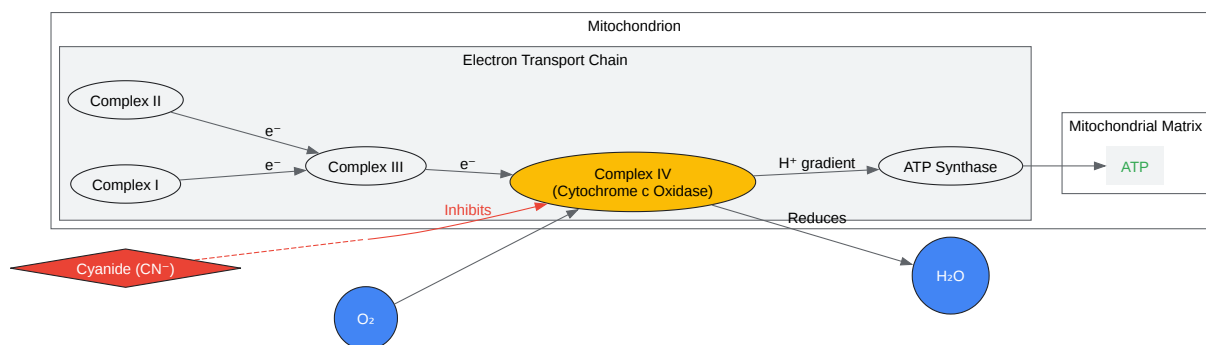 Mitochondrion
Electron Transport Chain
Complex II
e⁻
Complex I
e⁻
Complex III
e⁻
Complex IV
(Cytochrome c Oxidase)
H⁺ gradient
ATP Synthase
Mitochondrial Matrix
ATP
Inhibits
Reduces
Cyanide (CN⁻)
O₂
H₂O